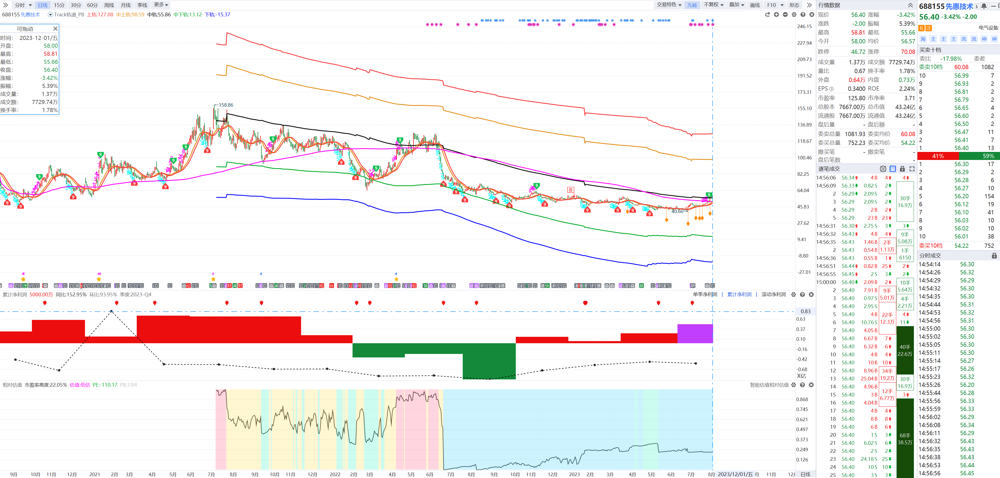 分时 日线 15分 30分 60分 周线 月线 季线 更多
交易特色 九转 不复权 叠加 画线 F10 形态
688155 先惠技术 Track轨道_PB 上轨:127.08 中上轨:98.59 中轨:55.86 中下轨:13.12 下轨:-15.37
可拖动
时间: 2023-12-01/五
开盘: 58.00
最高: 58.81
最低: 55.66
收盘: 56.40
涨幅: -3.42%
振幅: 5.39%
成交量: 1.37万
成交额: 7729.74万
换手率: 1.78%
158.86
40.66
自
246.15
227.94
209.73
191.52
173.31
155.10
136.89
118.67
100.46
82.25
64.04
45.83
27.62
9.41
-8.80
-27.01
累计净利润 5000.00万 同比:152.95% 环比:93.95% 季度:2023-Q4
单季净利润 累计净利润 滚动净利润
0.83
0.63
0.37
0.10
-0.16
-0.42
-0.68
X亿
相对估值 市盈率高度:22.05% 估值:低估 PE:-110.17 PB:3.84
智能估值相对估值
0.868
0.745
0.621
0.497
0.373
0.249
0.126
9月 10月 11月 12月 2021 2月 3月 4月 5月 6月 7月 8月 9月 10月 11月 12月 2022 2月 3月 4月 5月 6月 7月 8月 9月 10月 11月 12月 2023 2月 3月 4月 5月 6月 7月 8月 2023/12/01/五 月 11月 日线
行情数据
现价 56.40 涨幅 -3.42%
涨跌 -2.00 振幅 5.39%
最高 58.81 最低 55.66
今开 58.00 均价 56.57
跌停 46.72 涨停 70.08
成交量 1.37万 成交额 7729.74万
量比 0.67 换手率 1.78%
外盘 0.64万 内盘 0.73万
EPS③ 0.3400 ROE 2.24%
市盈率 125.80 市净率 3.71
总股本 7667.00万 总市值 43.24亿
流通股 7667.00万 流通值 43.24亿
盘后量 - 盘后额 -
委卖总量 1081.93 委卖均价 60.08
委买总量 752.23 委买均价 54.22
撤买笔 - 撤卖笔 -
盘后笔数 -
逐笔成交
14:56:06 56.34 4 B 4 4
14:56:09 56.33 0.82 S 2
2 56.29 2.09 S 2
3 56.29 2.09 S 2
4 56.29 2 B 2
5 56.29 23 B 23
14:56:31 56.30 2.75 S 3 3
14:56:32 56.43 4 B 4
14:56:35 56.43 1.46 B
2 56.43 0.54 B
14:56:36 56.43 0.55 B 1
14:56:51 56.44 0.82 S 25 2
14:56:55 56.45 2 S 3 2
15:00:00 56.40 2.09 B 2
2 56.40 7.91 B
3 56.40 0.97 S
4 56.40 2.95 S
5 56.40 4 B 4
6 56.40 10.76 S 11
7 56.40 4.05 B
8 56.40 6.67 B 7
9 56.40 6.32 B 6
10 56.40 4 B 4
11 56.40 10 B 10
12 56.40 8.96 B
13 56.40 25.04 B
14 56.40 4.96 B
15 56.40 3 B 3
16 56.40 4.04 B
17 56.40 4 B 4
18 56.40 8 B 8
19 56.40 6 B 6
20 56.40 1 S 3
21 56.40 6.02 S 6
22 56.40 2 S 2
23 56.40 24.18 S 25
24 56.40 10 S 10
25 56.40 3 S 3
2手
1.13万
9手
5.01万
22手
12.3万
34手
19.2万
12手
6.77万
30手
16.9万
9手
5.08万
1手
6150
10手
5.64万
4手
2.21万
40手
22.6万
30手
16.9万
68手
38.5万
688155 先惠技术
56.40 -3.42% -2.00
R 注 电气设备:
海 主 主 主 流 流 神 神
买卖十档
委比 -17.98% 委差
委卖10档 60.08 1082
10 56.99 7
9 56.93 2
8 56.81 2
7 56.79 2
6 56.65 4
5 56.60 2
4 56.50 2
3 56.47 11
2 56.41 7
1 56.40 13
41% 59%
1 56.30 17
2 56.29 2
3 56.28 6
4 56.27 10
5 56.20 154
6 56.12 19
7 56.10 41
8 56.03 10
9 56.02 10
10 56.01 38
委买10档 54.22 752
分时成交
14:54:14 56.30
14:54:26 56.32
14:54:29 56.29
14:54:32 56.30
14:54:35 56.30
14:54:44 56.31
14:54:53 56.32
14:54:56 56.31
14:55:00 56.30
14:55:02 56.30
14:55:05 56.30
14:55:11 56.30
14:55:14 56.27
14:55:17 56.26
14:55:23 56.32
14:55:26 56.20
14:55:44 56.28
14:55:56 56.33
14:55:59 56.33
14:56:02 56.29
14:56:08 56.34
14:56:11 56.29
14:56:32 56.43
14:56:35 56.43
14:56:38 56.43
14:56:53 56.44
14:56:56 56.45